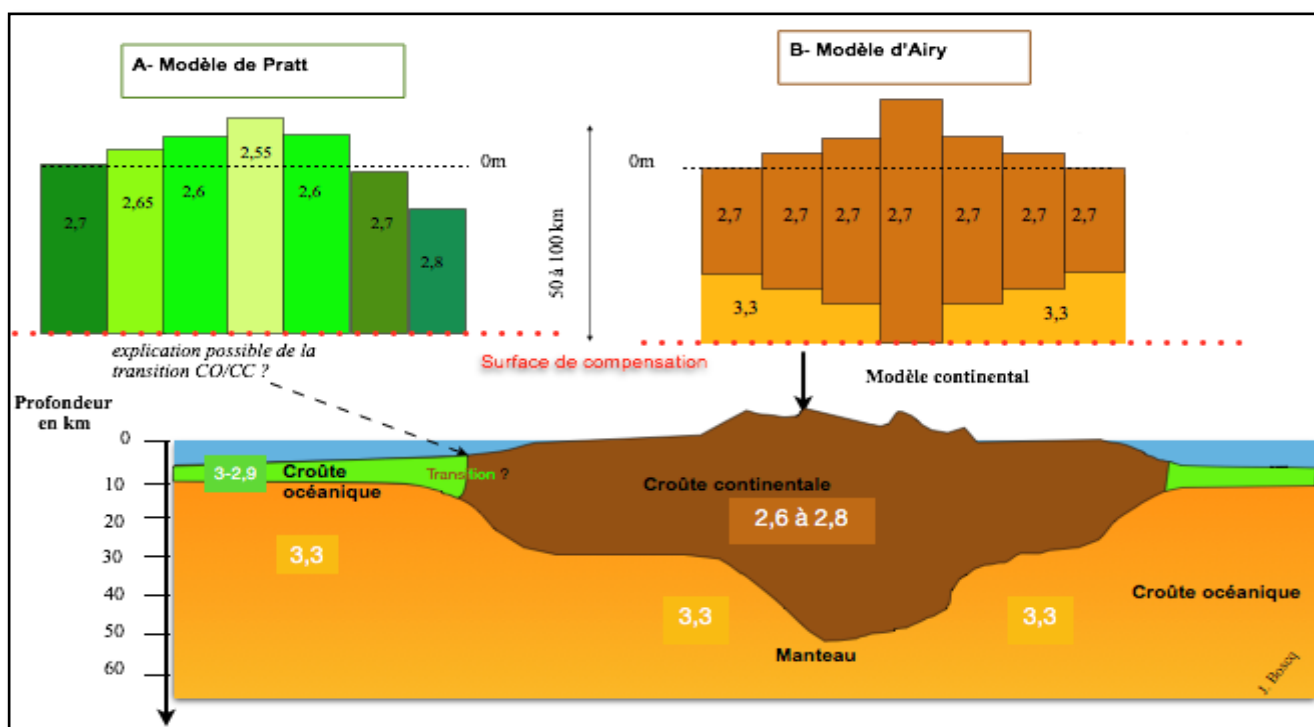 A- Modèle de Pratt
B- Modèle d'Airy
2,7
2,65
2,6
2,55
2,6
2,7
2,8
0m
50 à 100 km
0m
2,7
2,7
2,7
2,7
2,7
2,7
2,7
3,3
3,3
explication possible de la
transition CO/CC ?
Surface de compensation
Modèle continental
Profondeur
en km
0
10
20
30
40
50
60
3-2,9
Croûte
océanique
Transition ?
Croûte continentale
2,6 à 2,8
3,3
3,3
3,3
Croûte océanique
Manteau
J. Boscq